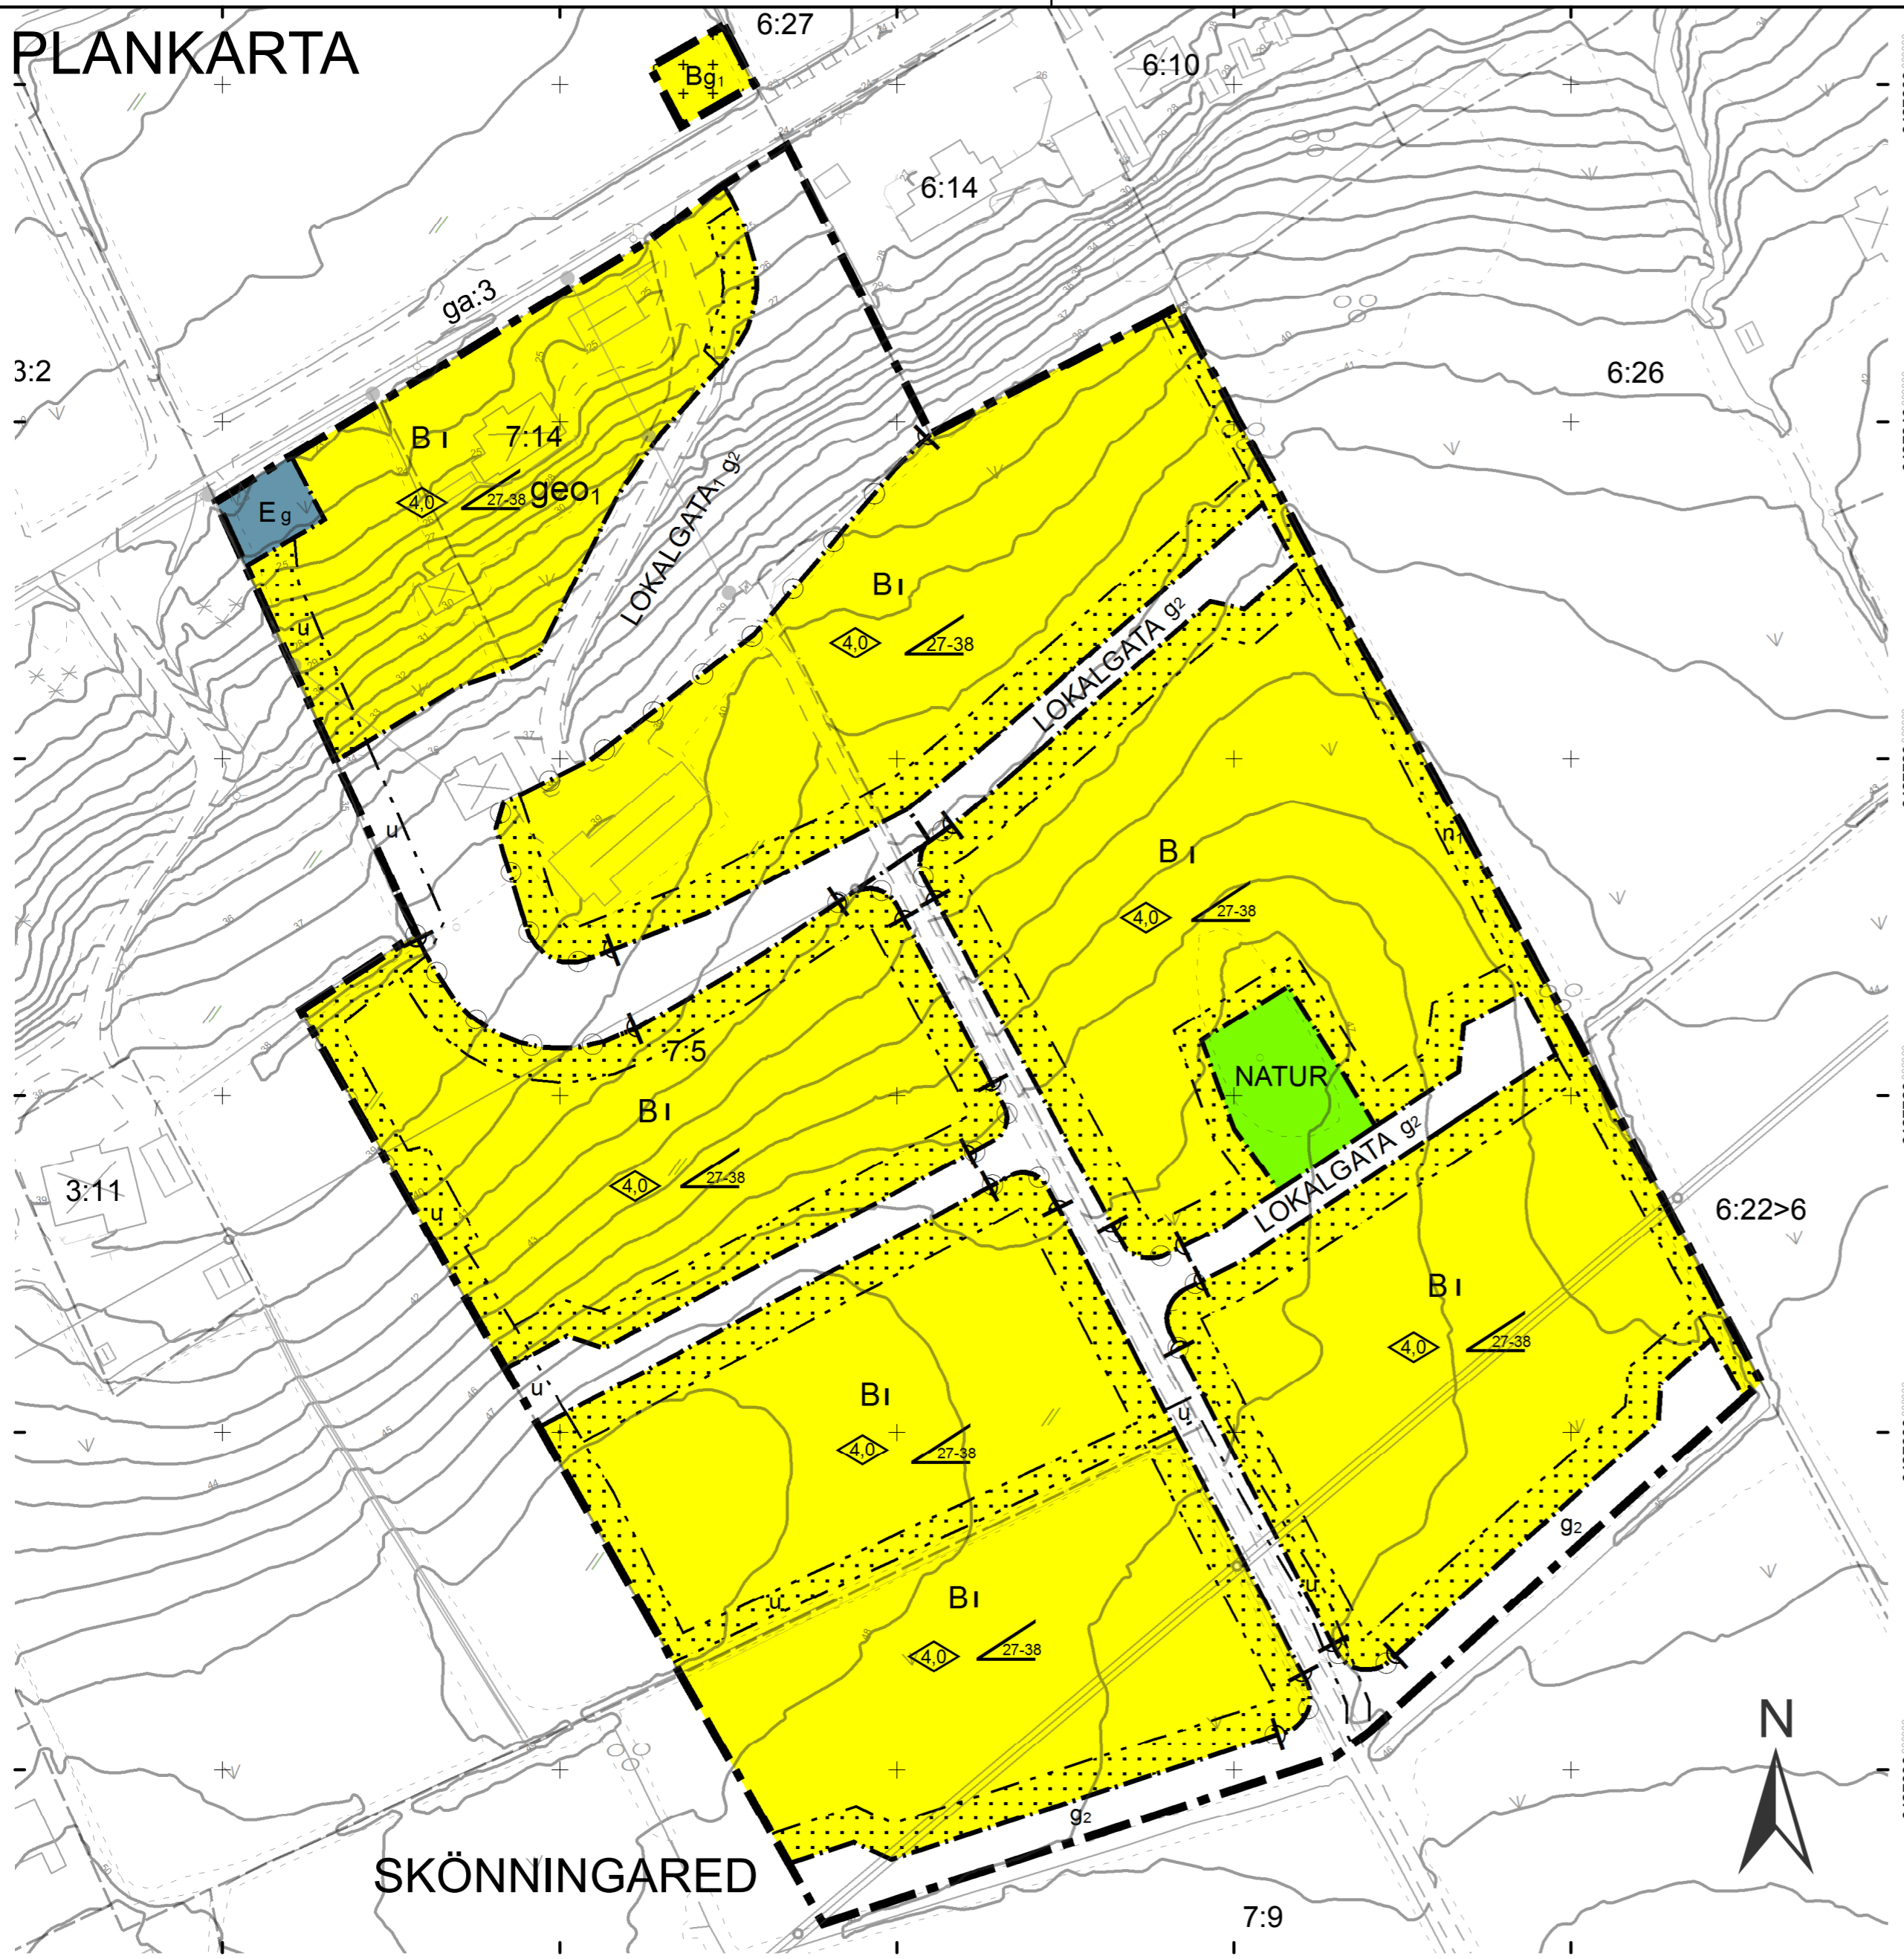 PLANKARTA
6:27
6:10
Bg1
6:14
ga:3
3:2
6:26
B I
7:14
4,0
27-38
geo1
E g
LOKALGATA1 g2
u
B I
4,0
27-38
LOKALGATA g2
u
n1
B I
4,0
27-38
7:5
NATUR
B I
LOKALGATA g2
3:11
4,0
27-38
u
6:22>6
B I
4,0
27-38
u
B I
u
4,0
27-38
g2
u
u
B I
4,0
27-38
N
g2
SKÖNNINGARED
7:9